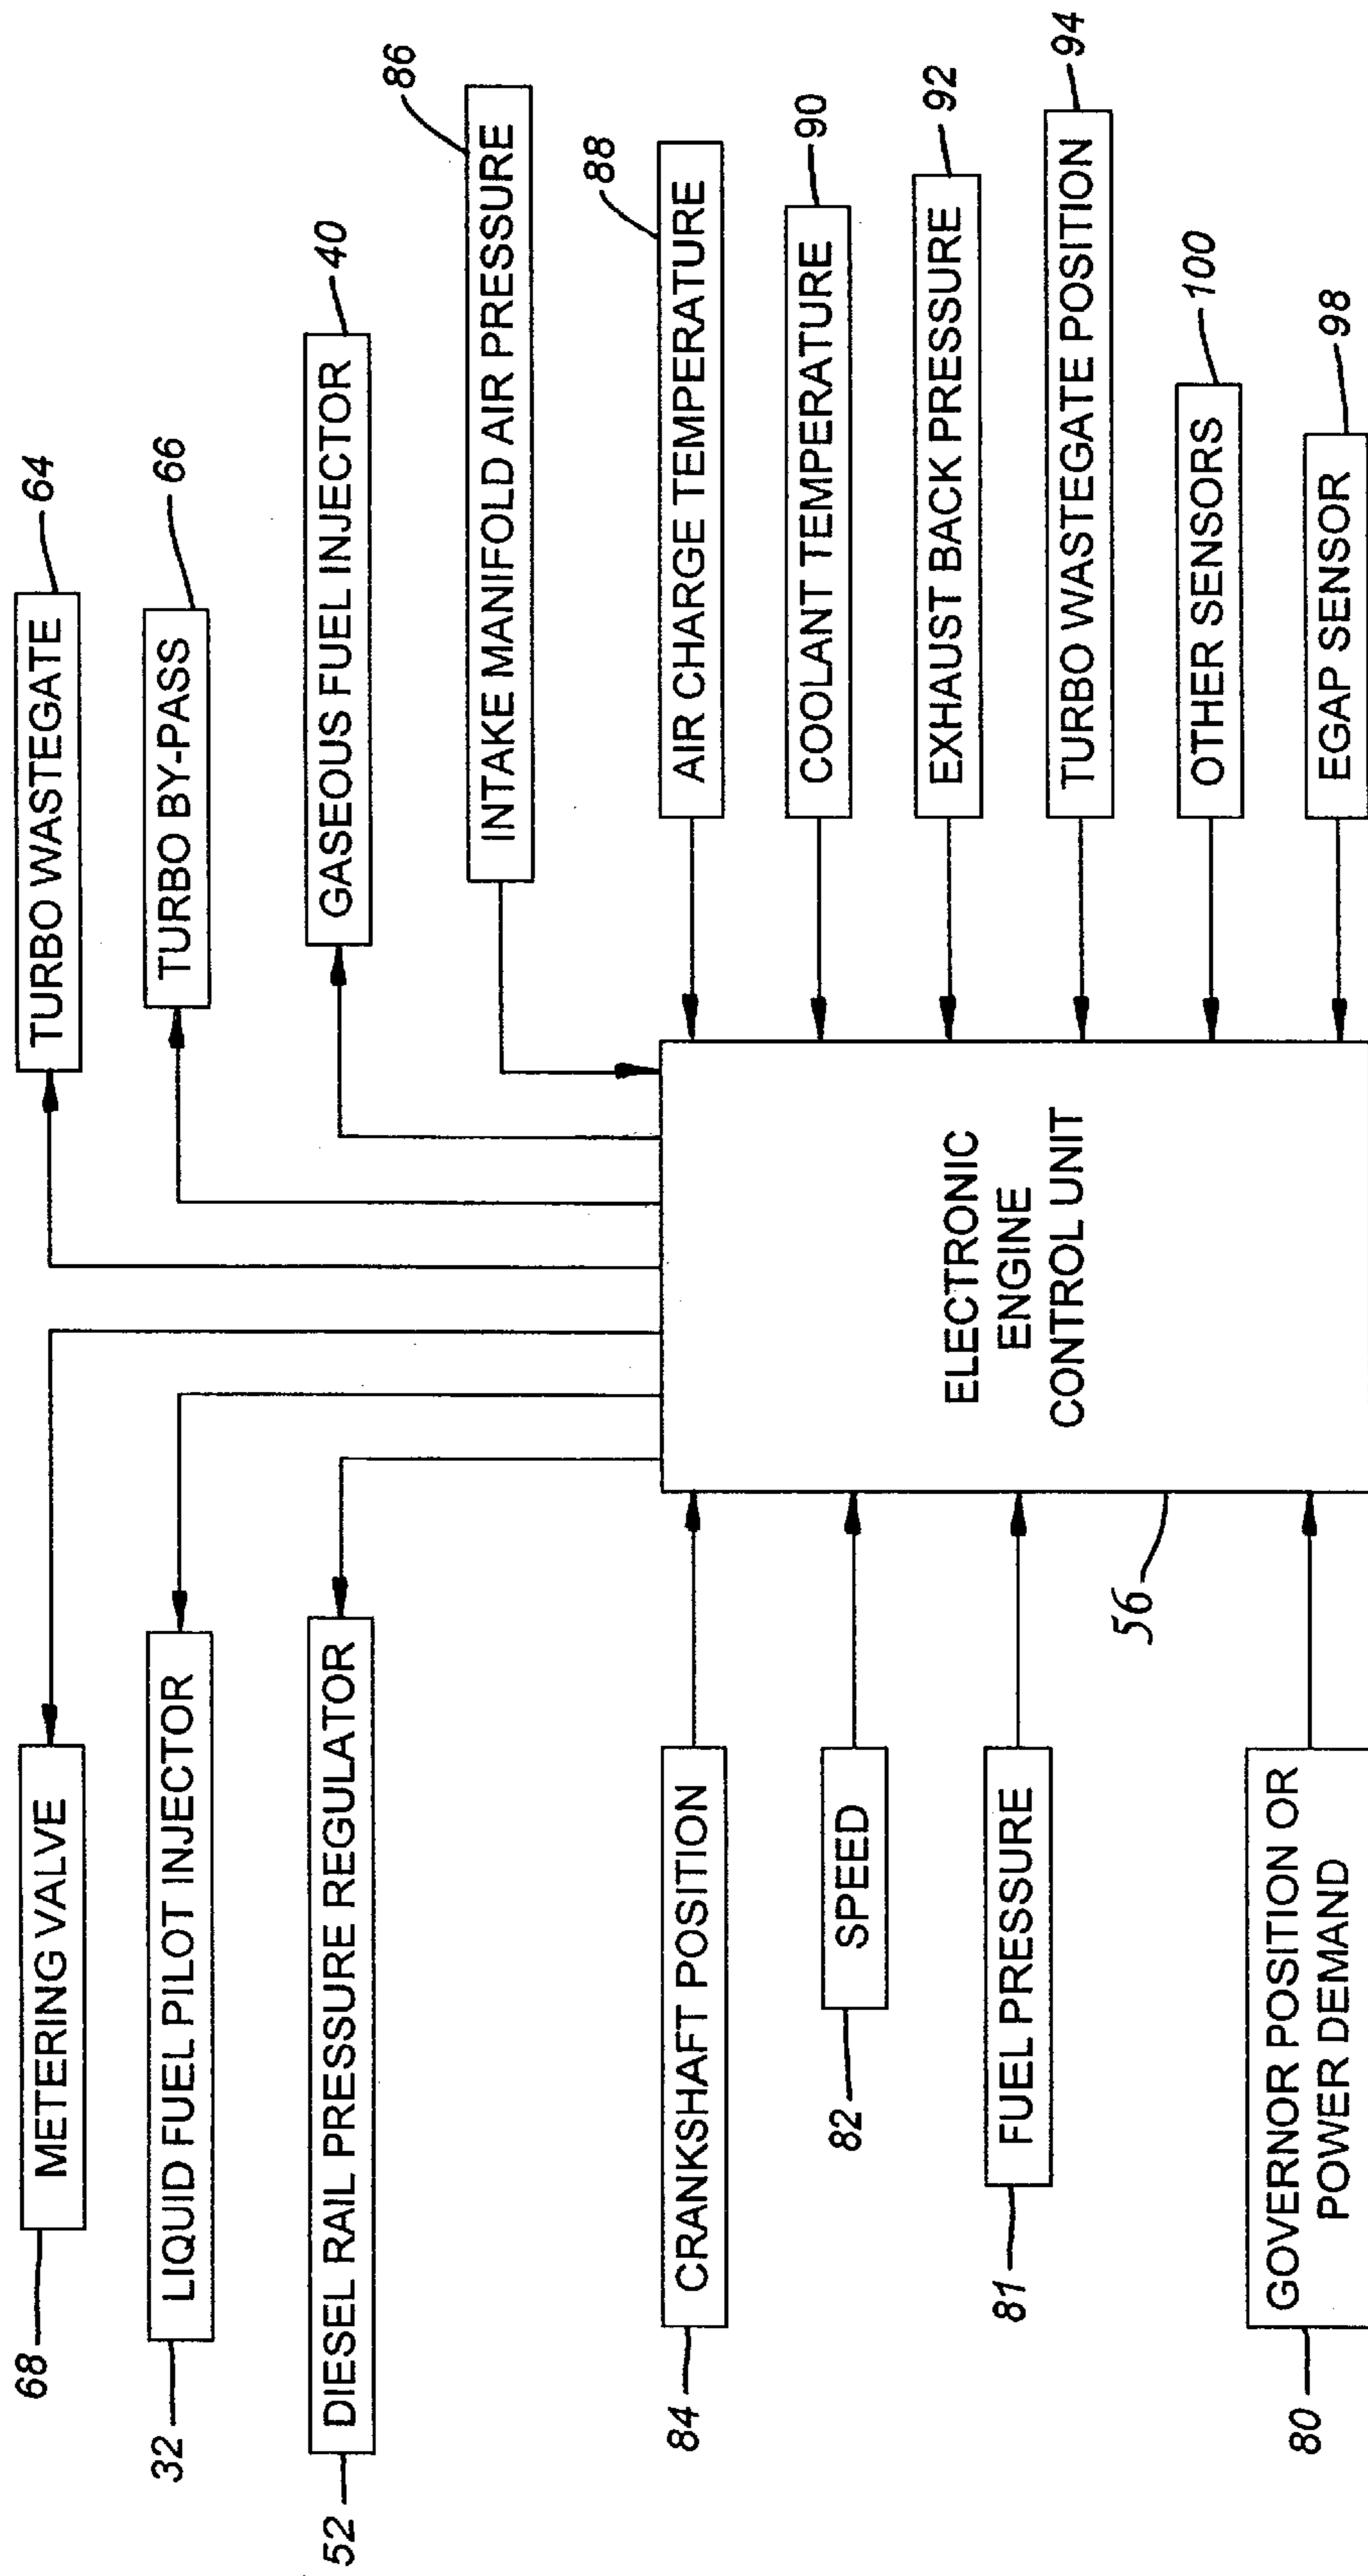 68
METERING VALVE
TURBO WASTEGATE
64
32
LIQUID FUEL PILOT INJECTOR
TURBO BY-PASS
66
52
DIESEL RAIL PRESSURE REGULATOR
GASEOUS FUEL INJECTOR
40
INTAKE MANIFOLD AIR PRESSURE
86
84
CRANKSHAFT POSITION
AIR CHARGE TEMPERATURE
88
82
SPEED
COOLANT TEMPERATURE
90
81
FUEL PRESSURE
EXHAUST BACK PRESSURE
92
ELECTRONIC
ENGINE
CONTROL UNIT
56
TURBO WASTEGATE POSITION
94
OTHER SENSORS
100
80
GOVERNOR POSITION OR
POWER DEMAND
EGAP SENSOR
98